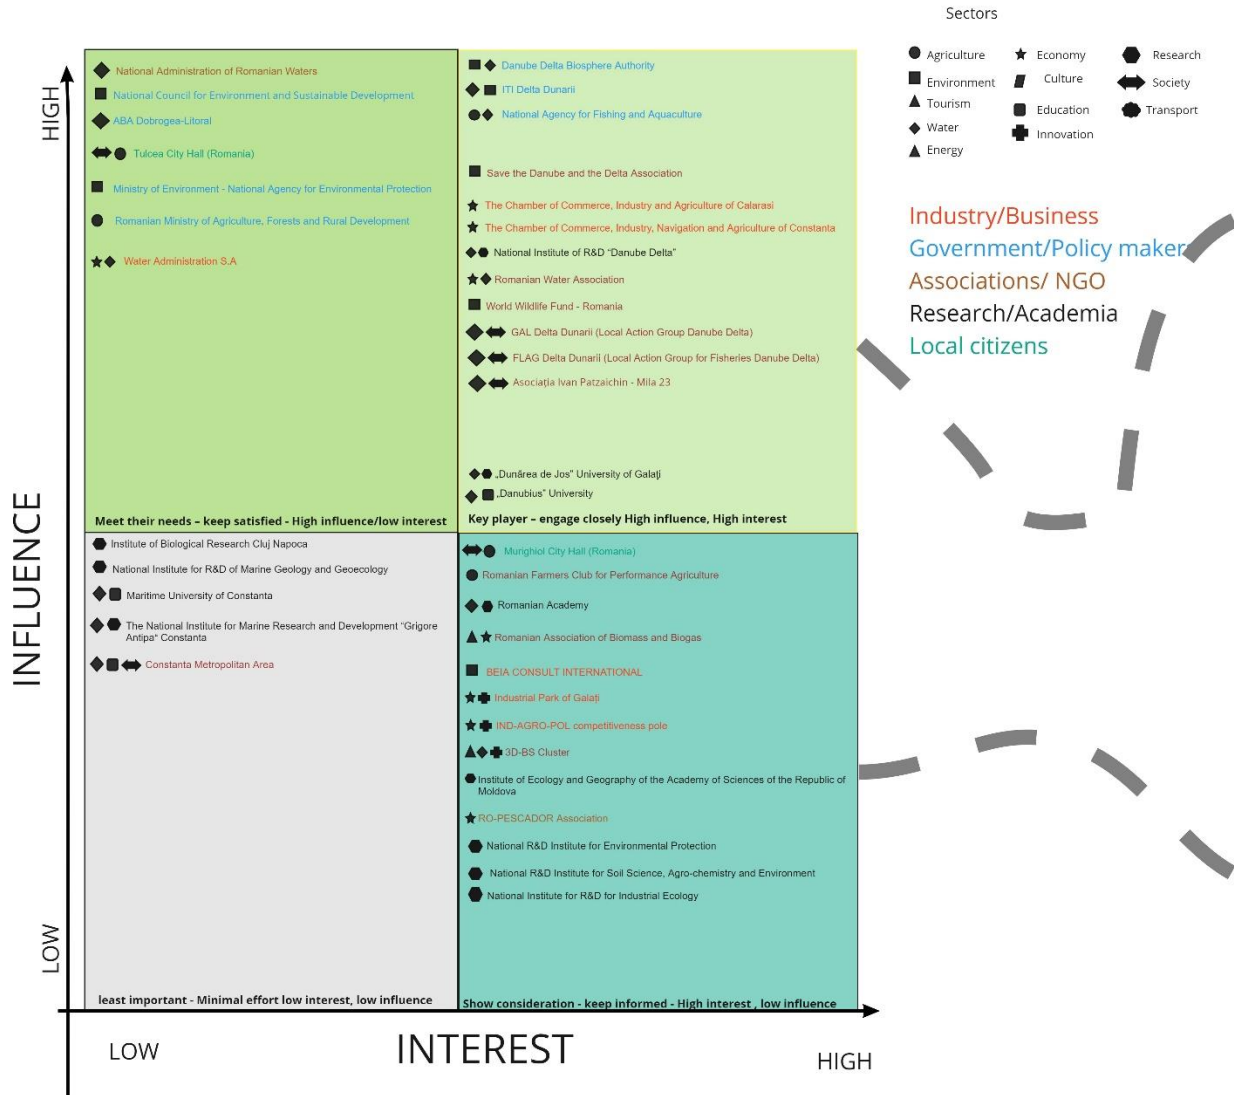 Sectors
Agriculture
Environment
Tourism
Water
Energy
Economy
Culture
Education
Innovation
Research
Society
Transport
Industry/Business
Government/Policy makers
Associations/ NGO
Research/Academia
Local citizens
INFLUENCE
HIGH
LOW
National Administration of Romanian Waters
National Council for Environment and Sustainable Development
ABA Dobrogea-Litoral
Tulcea City Hall (Romania)
Ministry of Environment - National Agency for Environmental Protection
Romanian Ministry of Agriculture, Forests and Rural Development
Water Administration S.A
Meet their needs – keep satisfied - High influence/low interest
Danube Delta Biosphere Authority
ITI Delta Dunarii
National Agency for Fishing and Aquaculture
Save the Danube and the Delta Association
The Chamber of Commerce, Industry and Agriculture of Calarasi
The Chamber of Commerce, Industry, Navigation and Agriculture of Constanta
National Institute of R&D “Danube Delta”
Romanian Water Association
World Wildlife Fund - Romania
GAL Delta Dunarii (Local Action Group Danube Delta)
FLAG Delta Dunarii (Local Action Group for Fisheries Danube Delta)
Asociația Ivan Patzaichin - Mila 23
„Dunărea de Jos” University of Galați
„Danubius” University
Key player – engage closely High influence, High interest
Institute of Biological Research Cluj Napoca
National Institute for R&D of Marine Geology and Geoecology
Maritime University of Constanta
The National Institute for Marine Research and Development “Grigore
Antipa” Constanta
Constanta Metropolitan Area
least important - Minimal effort low interest, low influence
Murighiol City Hall (Romania)
Romanian Farmers Club for Performance Agriculture
Romanian Academy
Romanian Association of Biomass and Biogas
BEIA CONSULT INTERNATIONAL
Industrial Park of Galați
IND-AGRO-POL competitiveness pole
3D-BS Cluster
Institute of Ecology and Geography of the Academy of Sciences of the Republic of
Moldova
RO-PESCADOR Association
National R&D Institute for Environmental Protection
National R&D Institute for Soil Science, Agro-chemistry and Environment
National Institute for R&D for Industrial Ecology
Show consideration - keep informed - High interest , low influence
LOW
INTEREST
HIGH